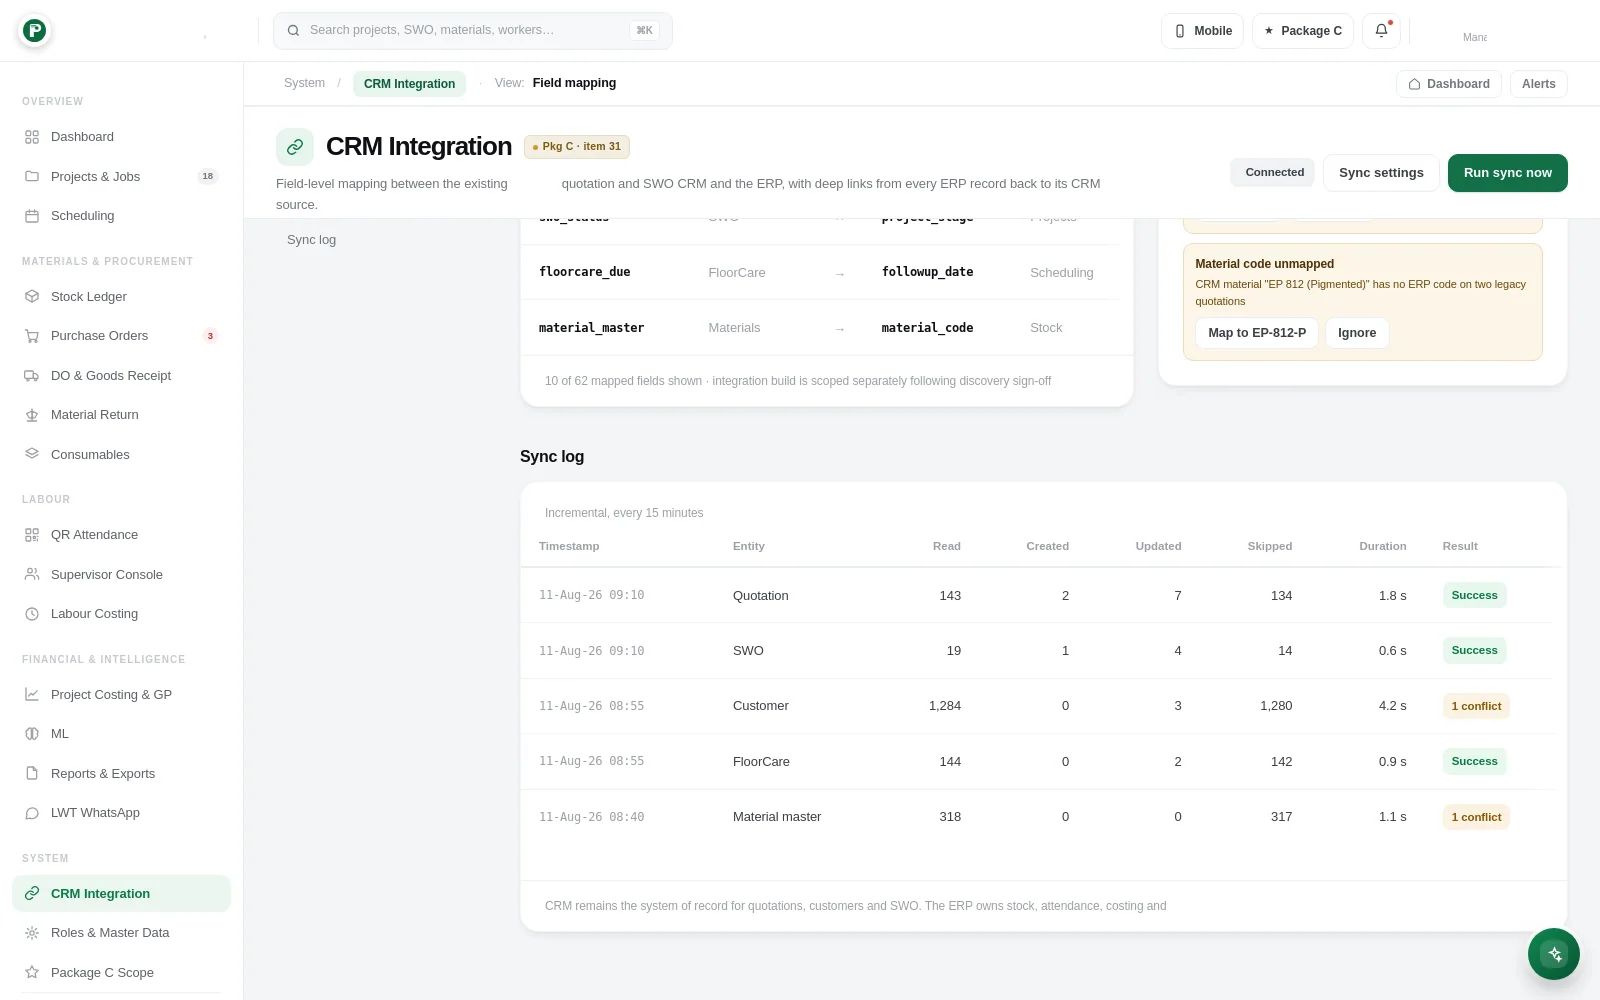 Search projects, SWO, materials, workers…
⌘K
Mobile
★ Package C
Mana
OVERVIEW
Dashboard
Projects & Jobs 18
Scheduling
MATERIALS & PROCUREMENT
Stock Ledger
Purchase Orders 3
DO & Goods Receipt
Material Return
Consumables
LABOUR
QR Attendance
Supervisor Console
Labour Costing
FINANCIAL & INTELLIGENCE
Project Costing & GP
ML
Reports & Exports
LWT WhatsApp
SYSTEM
CRM Integration
Roles & Master Data
Package C Scope
System / CRM Integration · View: Field mapping
Dashboard
Alerts
CRM Integration
Pkg C · item 31
Field-level mapping between the existing quotation and SWO CRM and the ERP, with deep links from every ERP record back to its CRM
source.
Connected
Sync settings
Run sync now
Sync log
swo_status SWO project_stage Projects
floorcare_due FloorCare → followup_date Scheduling
material_master Materials → material_code Stock
10 of 62 mapped fields shown · integration build is scoped separately following discovery sign-off
Material code unmapped
CRM material "EP 812 (Pigmented)" has no ERP code on two legacy
quotations
Map to EP-812-P
Ignore
Sync log
Incremental, every 15 minutes
Timestamp Entity Read Created Updated Skipped Duration Result
11-Aug-26 09:10 Quotation 143 2 7 134 1.8 s Success
11-Aug-26 09:10 SWO 19 1 4 14 0.6 s Success
11-Aug-26 08:55 Customer 1,284 0 3 1,280 4.2 s 1 conflict
11-Aug-26 08:55 FloorCare 144 0 2 142 0.9 s Success
11-Aug-26 08:40 Material master 318 0 0 317 1.1 s 1 conflict
CRM remains the system of record for quotations, customers and SWO. The ERP owns stock, attendance, costing and